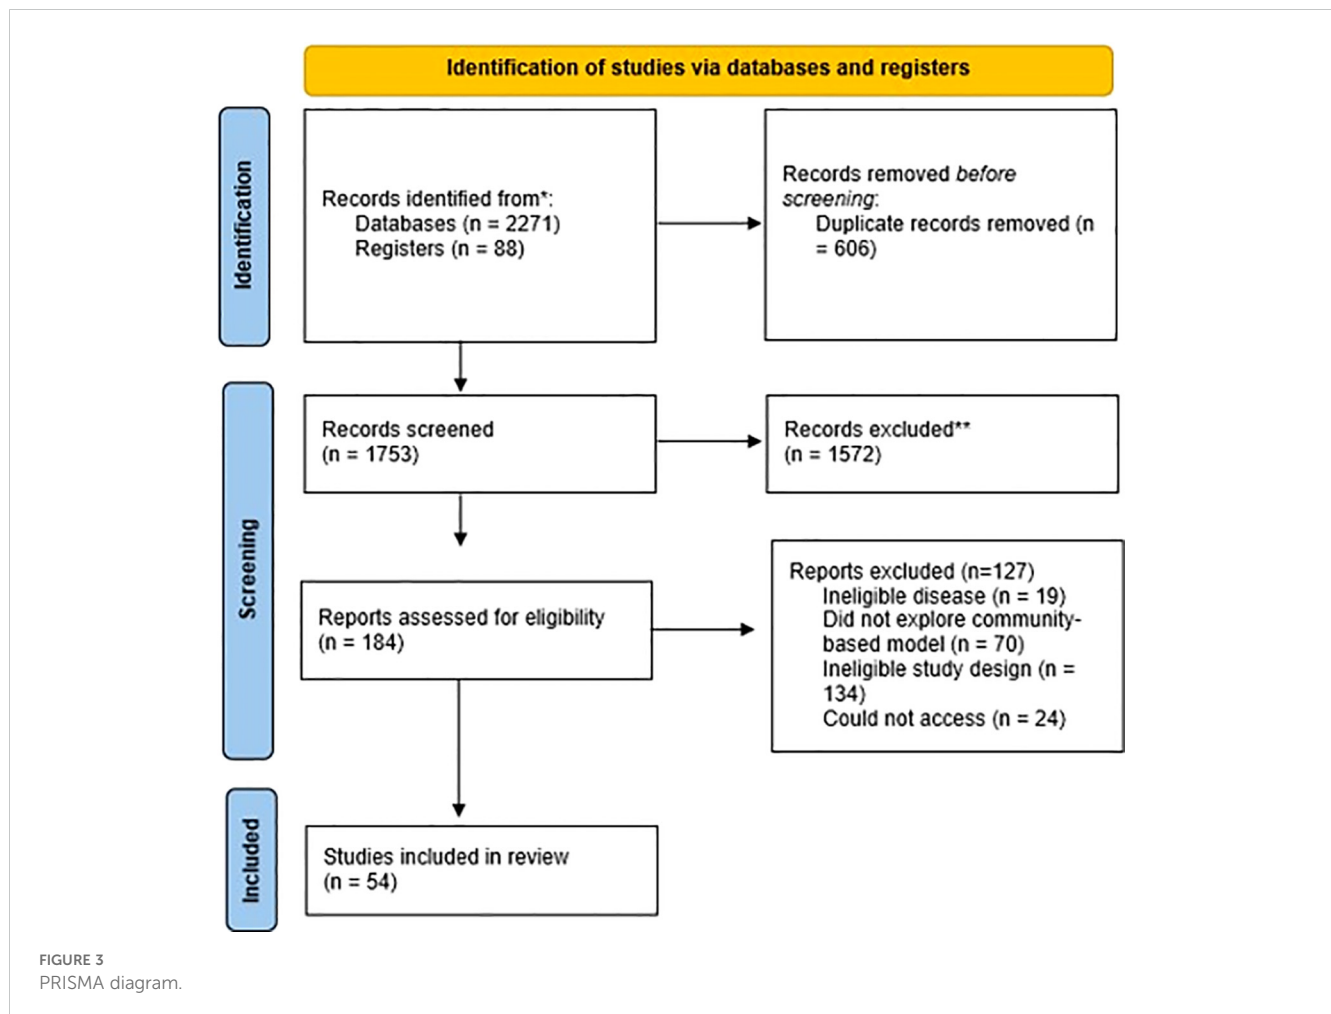 Identification of studies via databases and registers
Identification
Records identified from*:
Databases (n = 2271)
Registers (n = 88)
Records removed before
screening:
Duplicate records removed (n
= 606)
Screening
Records screened
(n = 1753)
Records excluded**
(n = 1572)
Reports assessed for eligibility
(n = 184)
Reports excluded (n=127)
Ineligible disease (n = 19)
Did not explore community-
based model (n = 70)
Ineligible study design (n =
134)
Could not access (n = 24)
Included
Studies included in review
(n = 54)
FIGURE 3
PRISMA diagram.